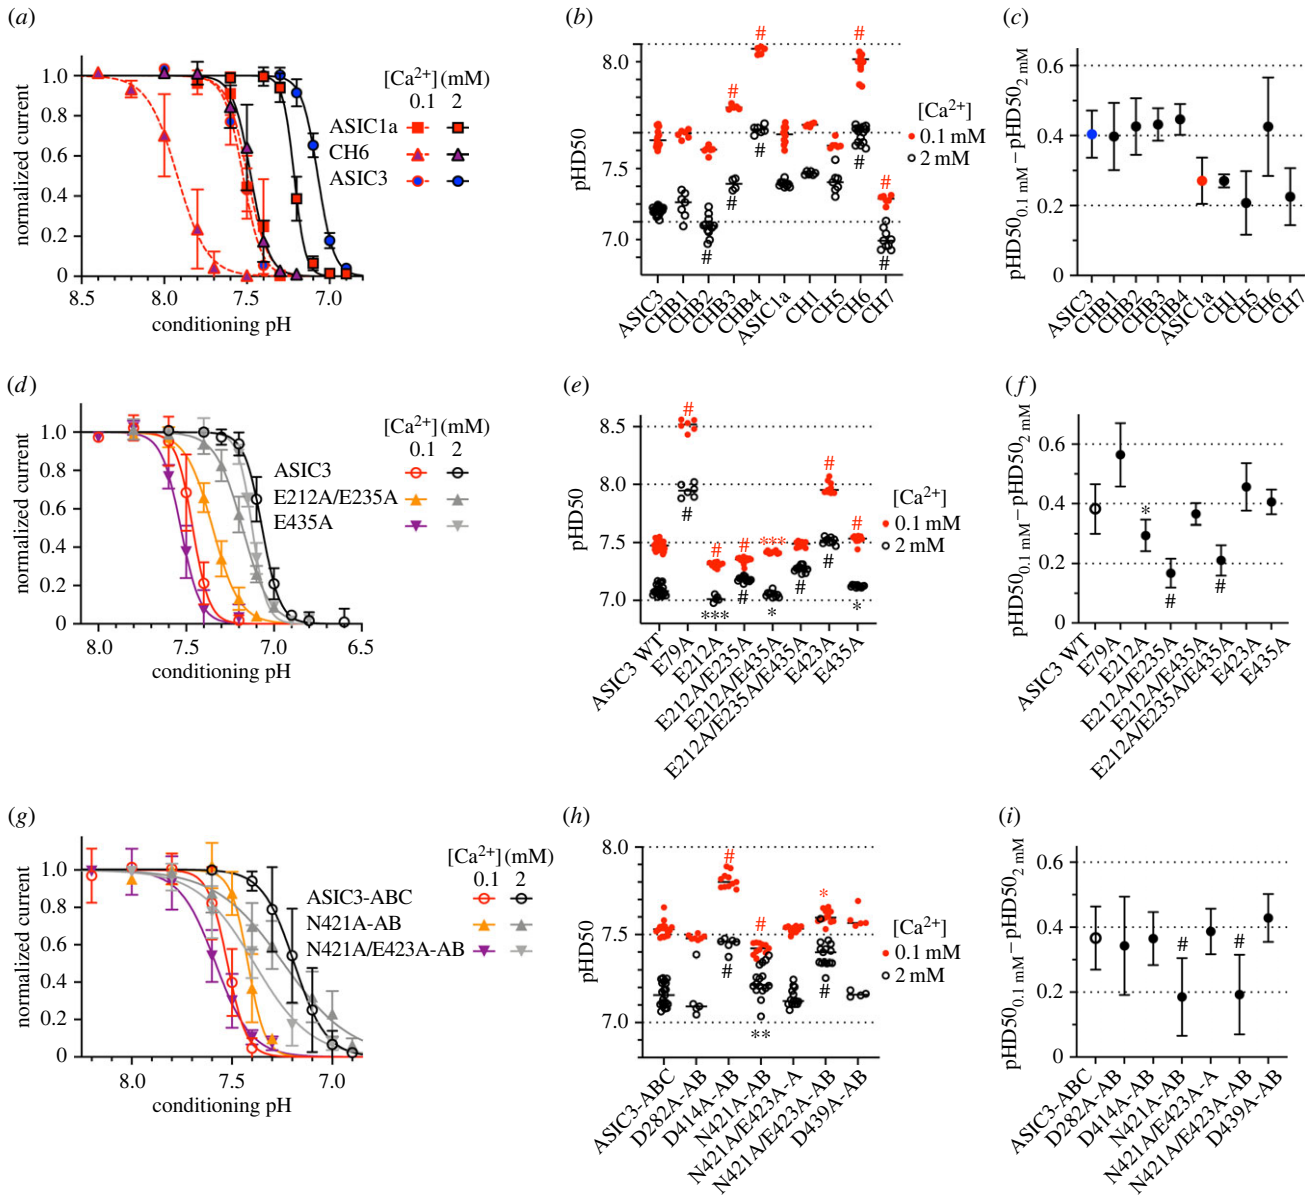 (a)
normalized current
1.0
0.8
0.6
0.4
0.2
0
8.5
8.0
7.5
7.0
conditioning pH
[Ca2+] (mM)
0.1 2
ASIC1a
CH6
ASIC3
(b)
pHD50
8.0
7.5
7.0
# # # #
# # # # # #
[Ca2+]
0.1 mM
2 mM
ASIC3
CHB1
CHB2
CHB3
CHB4
ASIC1a
CH1
CH5
CH6
CH7
(c)
pHD50 0.1 mM – pHD50 2 mM
0.6
0.4
0.2
0
ASIC3
CHB1
CHB2
CHB3
CHB4
ASIC1a
CH1
CH5
CH6
CH7
(d)
normalized current
1.0
0.8
0.6
0.4
0.2
0
8.0
7.5
7.0
6.5
conditioning pH
[Ca2+] (mM)
0.1 2
ASIC3
E212A/E235A
E435A
(e)
pHD50
8.5
8.0
7.5
7.0
# # # *** # #
# *** # * # # *
[Ca2+]
0.1 mM
2 mM
ASIC3 WT
E79A
E212A
E212A/E235A
E212A/E435A
E212A/E235A/E435A
E423A
E435A
(f)
pHD50 0.1 mM – pHD50 2 mM
0.6
0.4
0.2
0
* # #
ASIC3 WT
E79A
E212A
E212A/E235A
E212A/E435A
E212A/E235A/E435A
E423A
E435A
(g)
normalized current
1.0
0.8
0.6
0.4
0.2
0
8.0
7.5
7.0
conditioning pH
[Ca2+] (mM)
0.1 2
ASIC3-ABC
N421A-AB
N421A/E423A-AB
(h)
pHD50
8.0
7.5
7.0
# # *
# ** #
[Ca2+]
0.1 mM
2 mM
ASIC3-ABC
D282A-AB
D414A-AB
N421A-AB
N421A/E423A-A
N421A/E423A-AB
D439A-AB
(i)
pHD50 0.1 mM – pHD50 2 mM
0.6
0.4
0.2
0
# #
ASIC3-ABC
D282A-AB
D414A-AB
N421A-AB
N421A/E423A-A
N421A/E423A-AB
D439A-AB